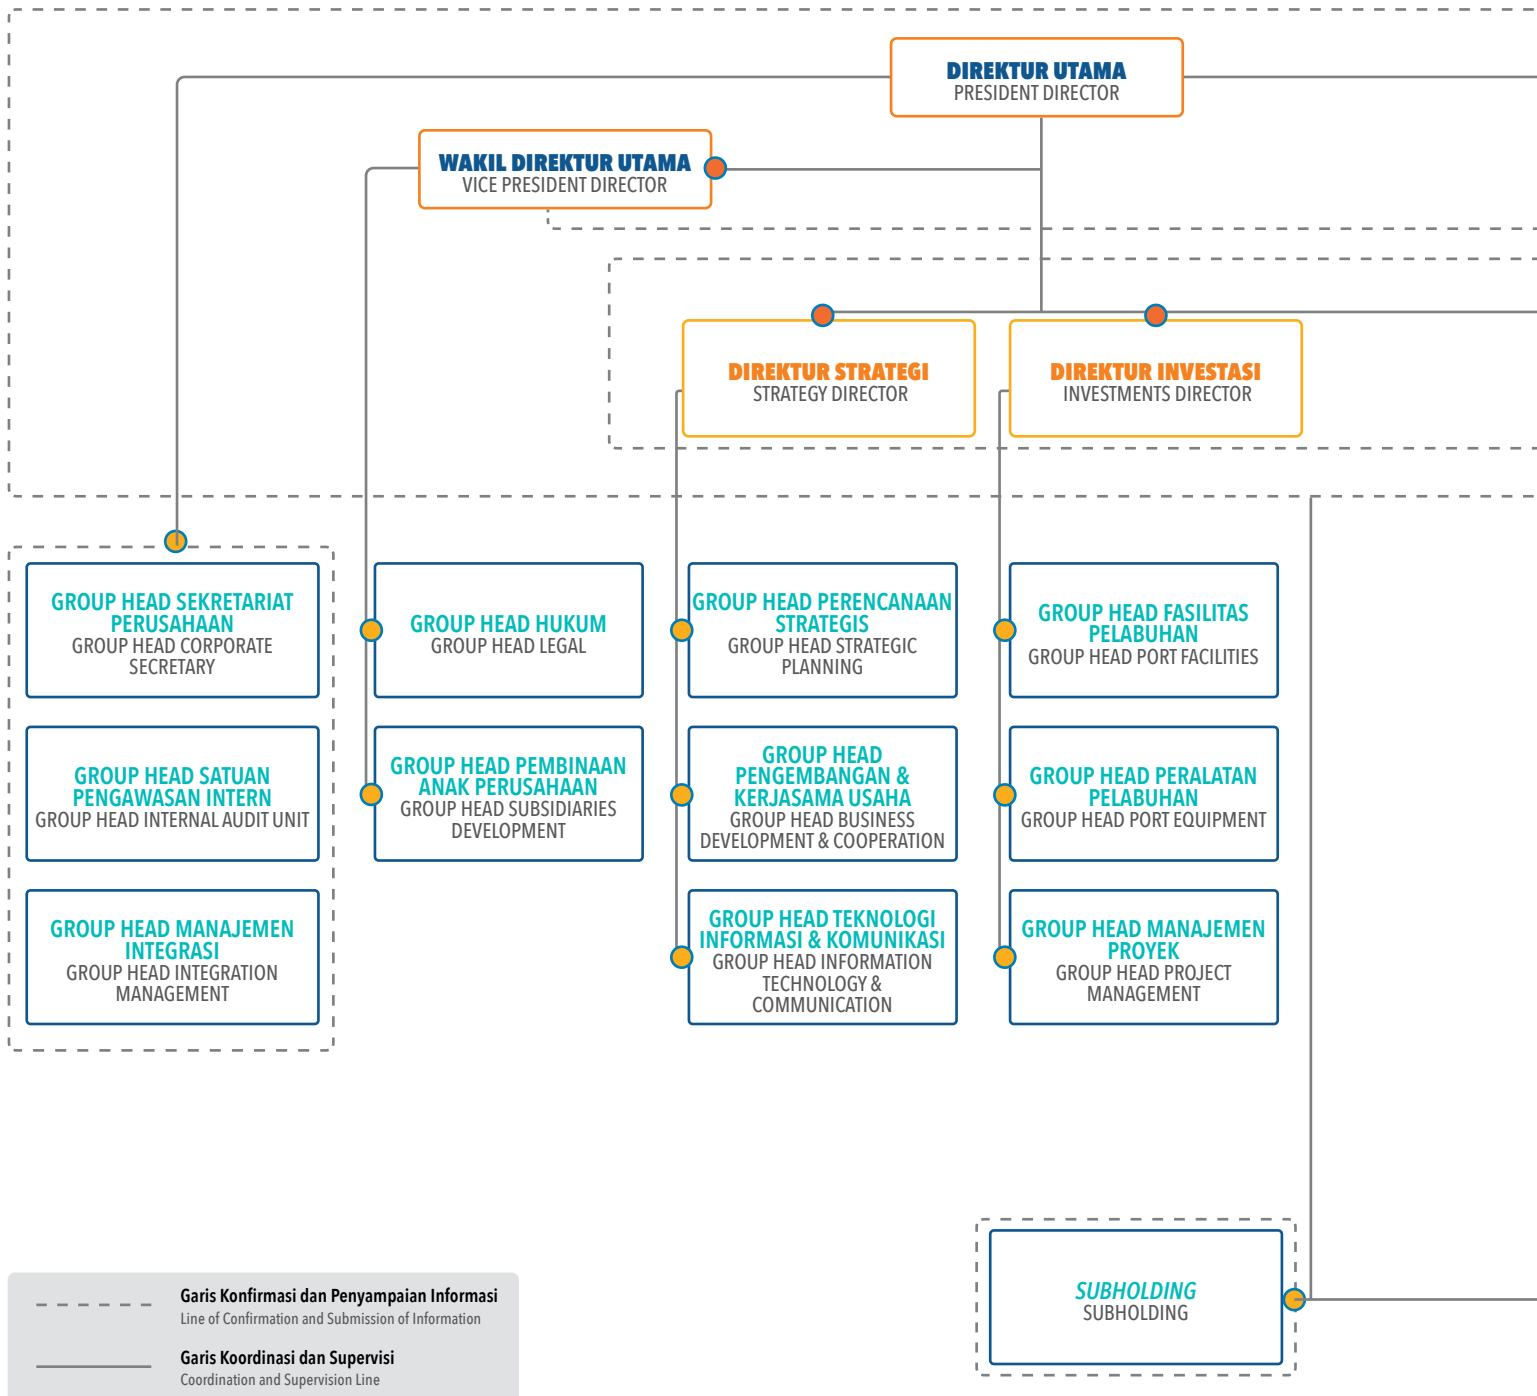 DIREKTUR UTAMA
PRESIDENT DIRECTOR
WAKIL DIREKTUR UTAMA
VICE PRESIDENT DIRECTOR
DIREKTUR STRATEGI
STRATEGY DIRECTOR
DIREKTUR INVESTASI
INVESTMENTS DIRECTOR
GROUP HEAD SEKRETARIAT
PERUSAHAAN
GROUP HEAD CORPORATE
SECRETARY
GROUP HEAD HUKUM
GROUP HEAD LEGAL
GROUP HEAD PERENCANAAN
STRATEGIS
GROUP HEAD STRATEGIC
PLANNING
GROUP HEAD FASILITAS
PELABUHAN
GROUP HEAD PORT FACILITIES
GROUP HEAD SATUAN
PENGAWASAN INTERN
GROUP HEAD INTERNAL AUDIT UNIT
GROUP HEAD PEMBINAAN
ANAK PERUSAHAAN
GROUP HEAD SUBSIDIARIES
DEVELOPMENT
GROUP HEAD
PENGEMBANGAN &
KERJASAMA USAHA
GROUP HEAD BUSINESS
DEVELOPMENT & COOPERATION
GROUP HEAD PERALATAN
PELABUHAN
GROUP HEAD PORT EQUIPMENT
GROUP HEAD MANAJEMEN
INTEGRASI
GROUP HEAD INTEGRATION
MANAGEMENT
GROUP HEAD TEKNOLOGI
INFORMASI & KOMUNIKASI
GROUP HEAD INFORMATION
TECHNOLOGY &
COMMUNICATION
GROUP HEAD MANAJEMEN
PROYEK
GROUP HEAD PROJECT
MANAGEMENT
SUBHOLDING
SUBHOLDING
Garis Konfirmasi dan Penyampaian Informasi
Line of Confirmation and Submission of Information
Garis Koordinasi dan Supervisi
Coordination and Supervision Line